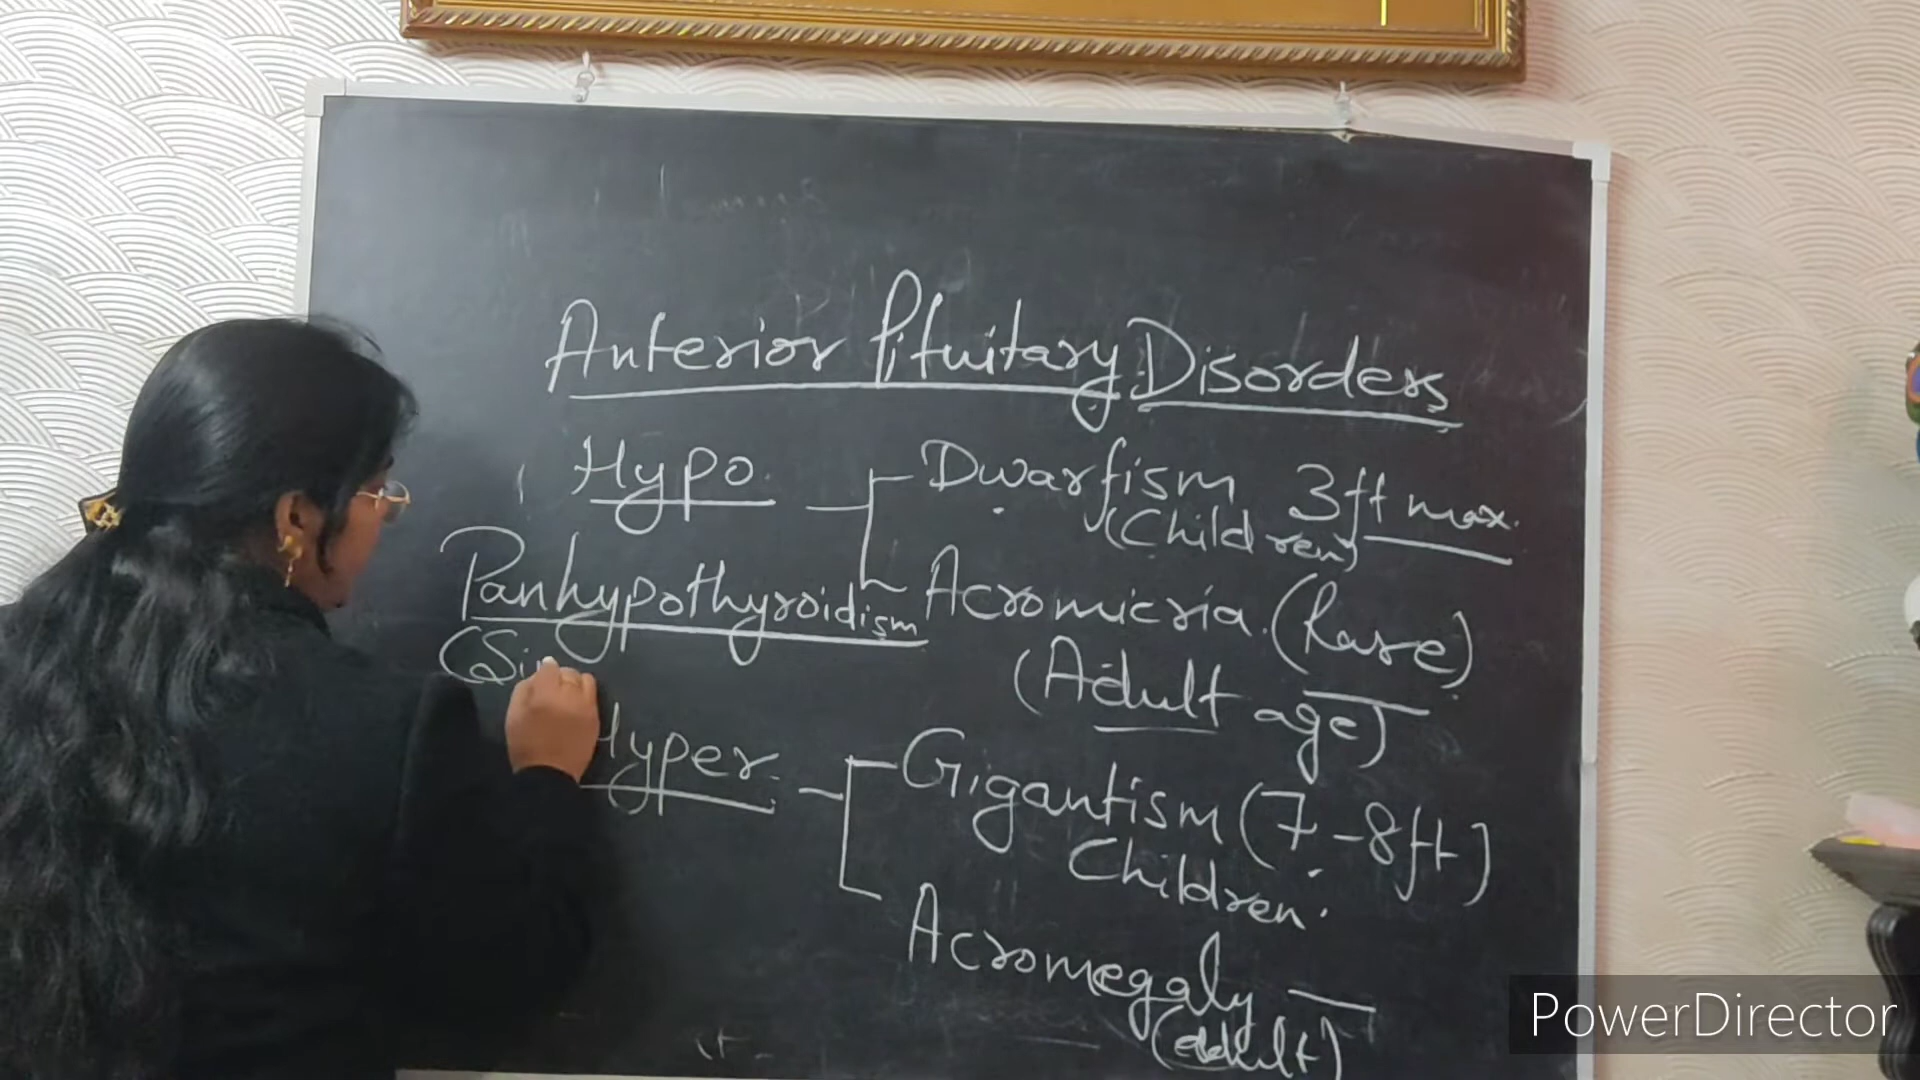 Anterior Pituitary Disorders
Hypo.
Dwarfism 3ft max.
(Children)
Panhypothyroidism
Acromicria. (Rare)
(Si
(Adult age)
Hyper
Gigantism (7-8ft)
Children.
Acromegaly
(adult)
PowerDirector